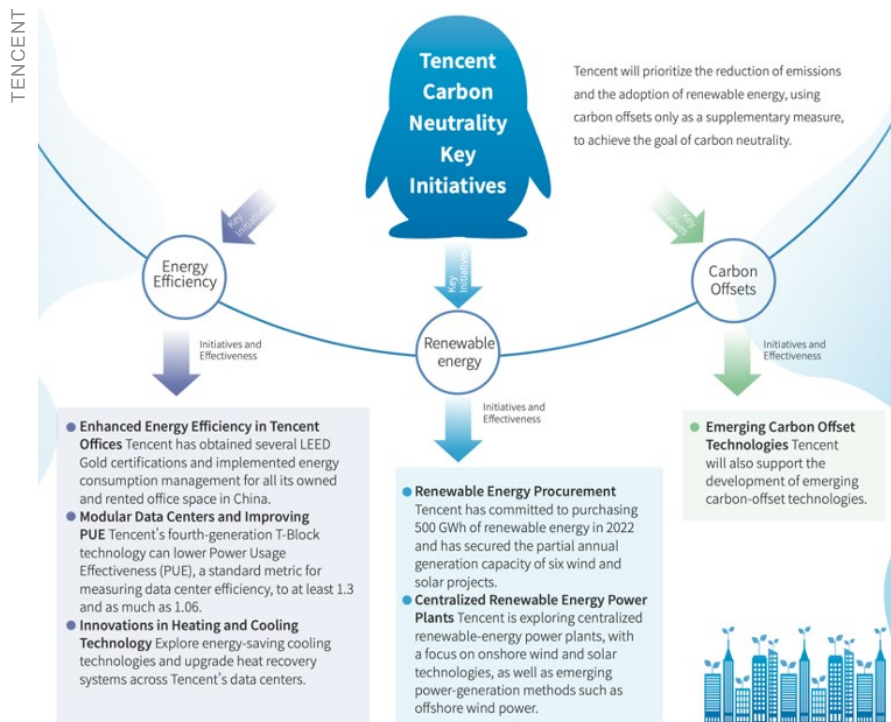 TENCENT
Tencent
Carbon
Neutrality
Key
Initiatives
Tencent will prioritize the reduction of emissions
and the adoption of renewable energy, using
carbon offsets only as a supplementary measure,
to achieve the goal of carbon neutrality.
Key
Initiatives
Key
Initiatives
Key
Initiatives
Energy
Efficiency
Renewable
energy
Carbon
Offsets
Initiatives and
Effectiveness
Initiatives and
Effectiveness
Initiatives and
Effectiveness
Enhanced Energy Efficiency in Tencent
Offices Tencent has obtained several LEED
Gold certifications and implemented energy
consumption management for all its owned
and rented office space in China.
Modular Data Centers and Improving
PUE Tencent's fourth-generation T-Block
technology can lower Power Usage
Effectiveness (PUE), a standard metric for
measuring data center efficiency, to at least 1.3
and as much as 1.06.
Innovations in Heating and Cooling
Technology Explore energy-saving cooling
technologies and upgrade heat recovery
systems across Tencent's data centers.
Renewable Energy Procurement
Tencent has committed to purchasing
500 GWh of renewable energy in 2022
and has secured the partial annual
generation capacity of six wind and
solar projects.
Centralized Renewable Energy Power
Plants Tencent is exploring centralized
renewable-energy power plants, with
a focus on onshore wind and solar
technologies, as well as emerging
power-generation methods such as
offshore wind power.
Emerging Carbon Offset
Technologies Tencent
will also support the
development of emerging
carbon-offset technologies.